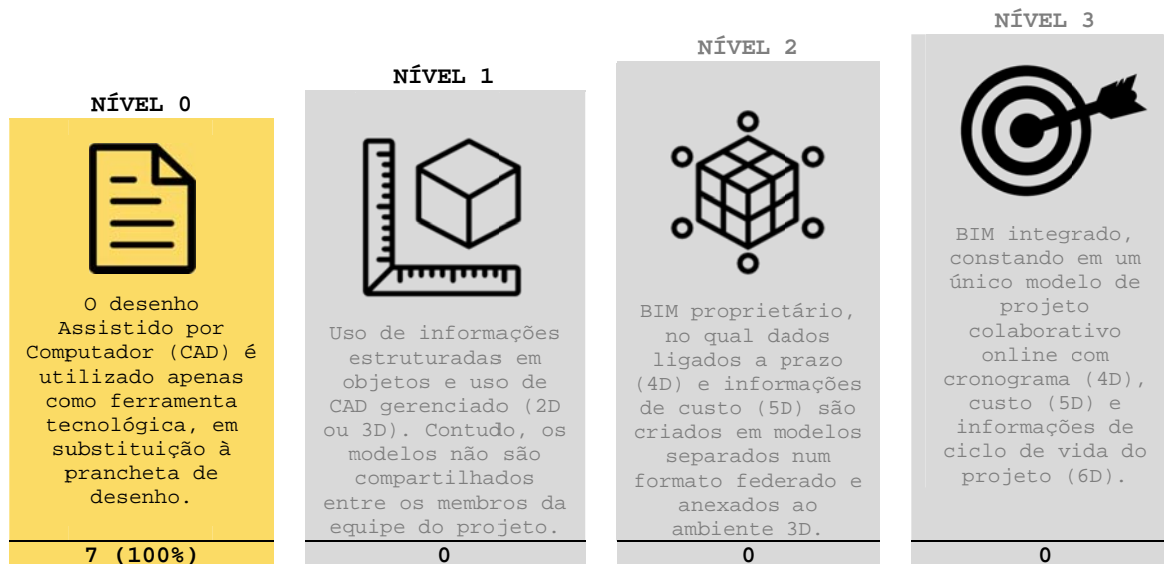 NÍVEL 0
O desenho
Assistido por
Computador (CAD) é
utilizado apenas
como ferramenta
tecnológica, em
substituição à
prancheta de
desenho.
7 (100%)
NÍVEL 1
Uso de informações
estruturadas em
objetos e uso de
CAD gerenciado (2D
ou 3D). Contudo, os
modelos não são
compartilhados
entre os membros da
equipe do projeto.
0
NÍVEL 2
BIM proprietário,
no qual dados
ligados a prazo
(4D) e informações
de custo (5D) são
criados em modelos
separados num
formato federado e
anexados ao
ambiente 3D.
0
NÍVEL 3
BIM integrado,
constando em um
único modelo de
projeto
colaborativo
online com
cronograma (4D),
custo (5D) e
informações de
ciclo de vida do
projeto (6D).
0